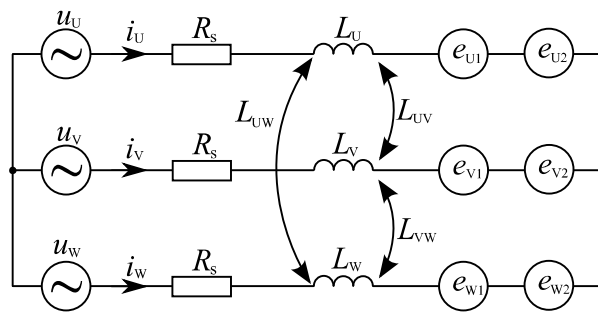 u_U i_U R_s L_U e_U1 e_U2
L_UW L_UV
u_V i_V R_s L_V e_V1 e_V2
L_VW
u_W i_W R_s L_W e_W1 e_W2